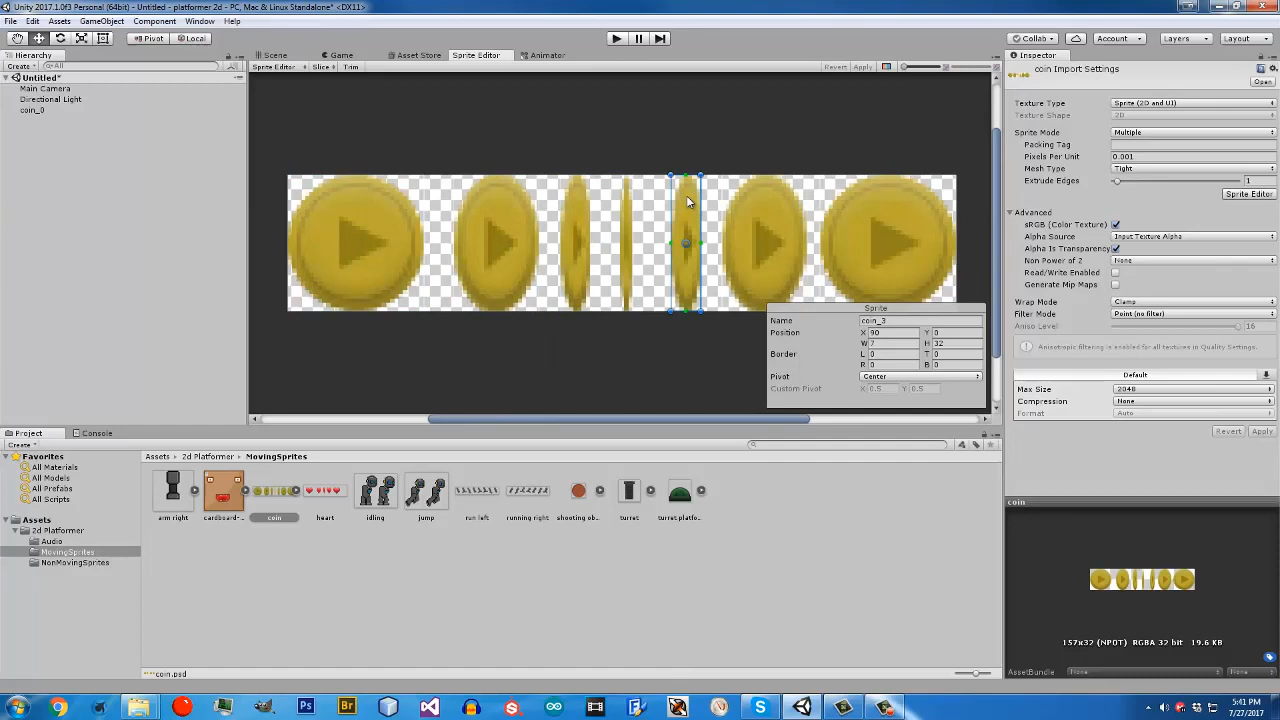 Unity 2017.1.0f3 Personal (64bit) - Untitled - platformer 2d - PC, Mac & Linux Standalone* <DX11>
File Edit Assets GameObject Component Window Help
Pivot Local Collab Account Layers Layout
Hierarchy Scene Game Asset Store Sprite Editor Animator Inspector
Create All Sprite Editor Slice Trim Revert Apply coin Import Settings
Untitled* Open
Main Camera
Directional Light
coin_0
Texture Type Sprite (2D and UI)
Texture Shape 2D
Sprite Mode Multiple
Packing Tag
Pixels Per Unit 0.001
Mesh Type Tight
Extrude Edges 1
Sprite Editor
Advanced
sRGB (Color Texture)
Alpha Source Input Texture Alpha
Alpha Is Transparency
Non Power of 2 None
Read/Write Enabled
Generate Mip Maps
Wrap Mode Clamp
Filter Mode Point (no filter)
Aniso Level 16
Anisotropic filtering is enabled for all textures in Quality Settings.
Default
Max Size 2048
Compression None
Format Auto
Revert Apply
Sprite
Name coin_3
Position X 90 Y 0
W 7 H 32
Border L 0 T 0
R 0 B 0
Pivot Center
Custom Pivot X 0.5 Y 0.5
Project Console
Create
Favorites
All Materials
All Models
All Prefabs
All Scripts
Assets
2d Platformer
Audio
MovingSprites
NonMovingSprites
Assets 2d Platformer MovingSprites
arm right cardboard-... coin heart idling jump run left running right shooting ob... turret turret platfo...
coin.psd
coin
157x32 (NPOT) RGBA 32 bit 19.6 KB
AssetBundle None None
Ps Br S
5:41 PM
7/27/2017